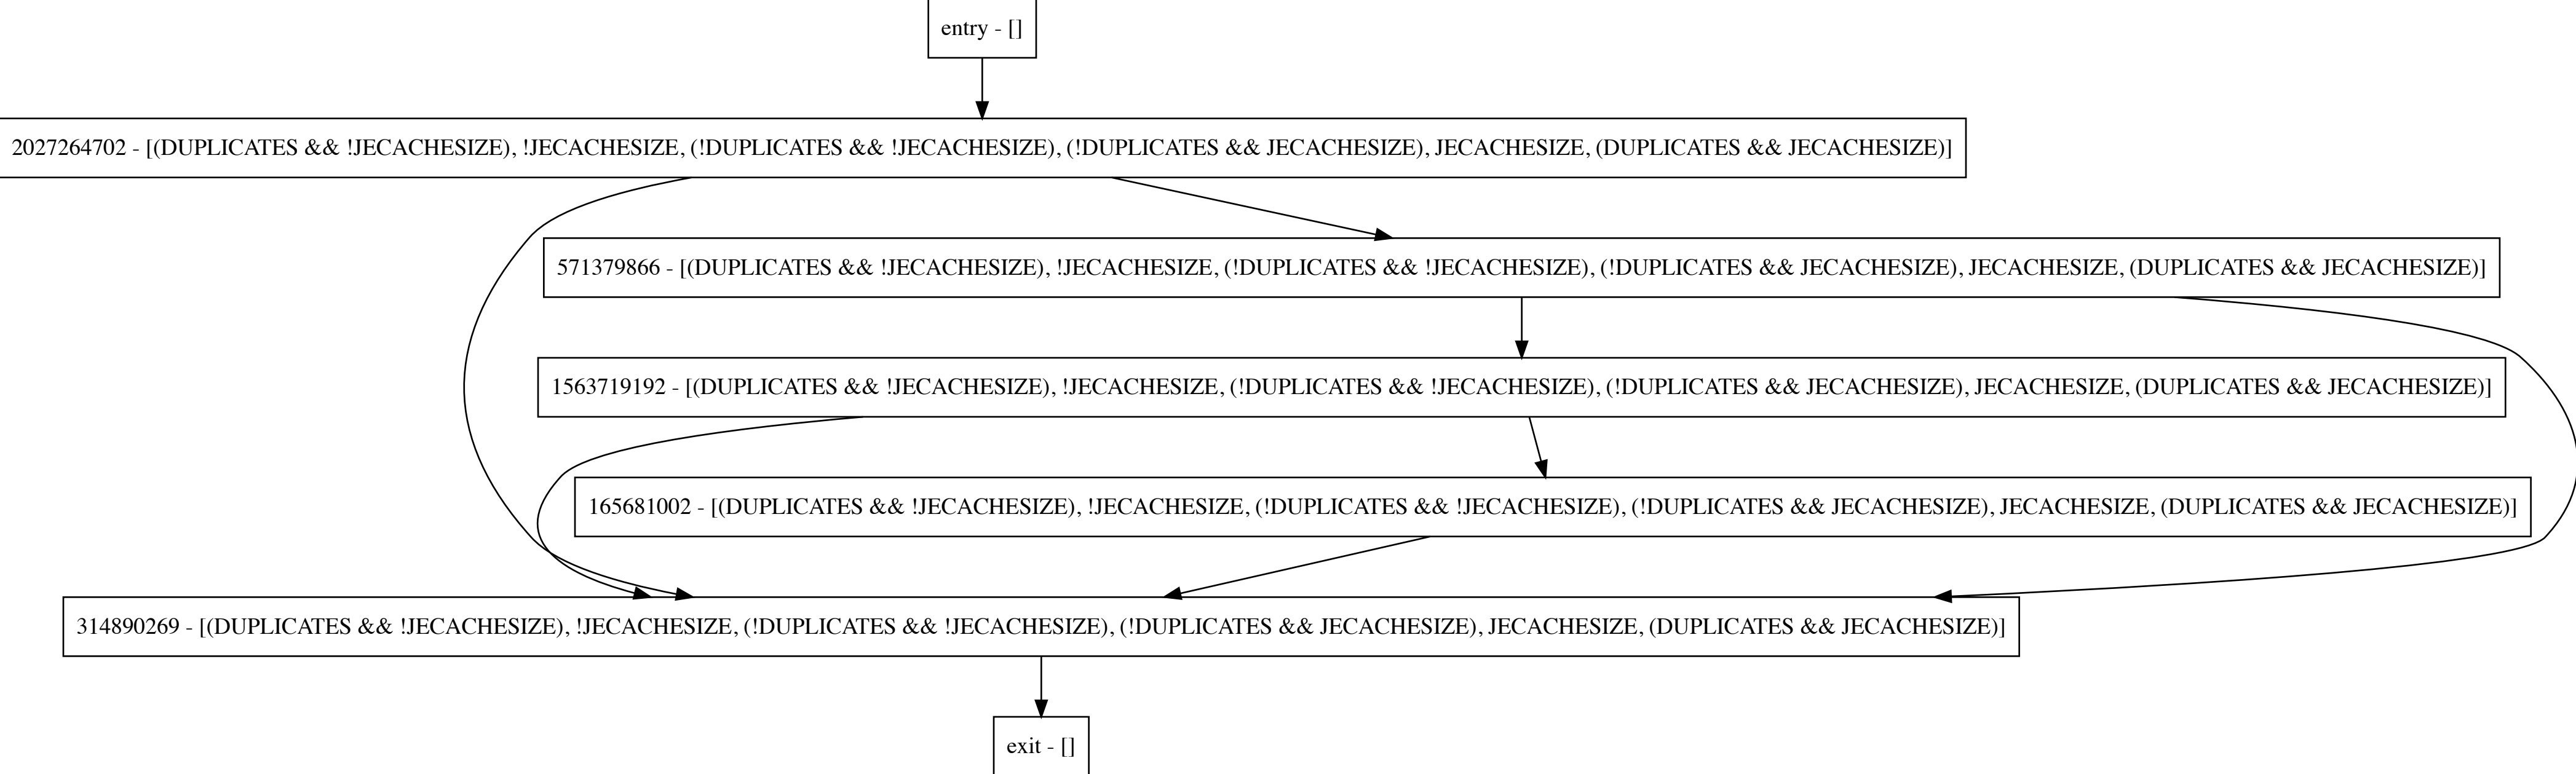 entry - []
2027264702 - [(DUPLICATES && !JECACHESIZE), !JECACHESIZE, (!DUPLICATES && !JECACHESIZE), (!DUPLICATES && JECACHESIZE), JECACHESIZE, (DUPLICATES && JECACHESIZE)]
571379866 - [(DUPLICATES && !JECACHESIZE), !JECACHESIZE, (!DUPLICATES && !JECACHESIZE), (!DUPLICATES && JECACHESIZE), JECACHESIZE, (DUPLICATES && JECACHESIZE)]
1563719192 - [(DUPLICATES && !JECACHESIZE), !JECACHESIZE, (!DUPLICATES && !JECACHESIZE), (!DUPLICATES && JECACHESIZE), JECACHESIZE, (DUPLICATES && JECACHESIZE)]
165681002 - [(DUPLICATES && !JECACHESIZE), !JECACHESIZE, (!DUPLICATES && !JECACHESIZE), (!DUPLICATES && JECACHESIZE), JECACHESIZE, (DUPLICATES && JECACHESIZE)]
314890269 - [(DUPLICATES && !JECACHESIZE), !JECACHESIZE, (!DUPLICATES && !JECACHESIZE), (!DUPLICATES && JECACHESIZE), JECACHESIZE, (DUPLICATES && JECACHESIZE)]
exit - []